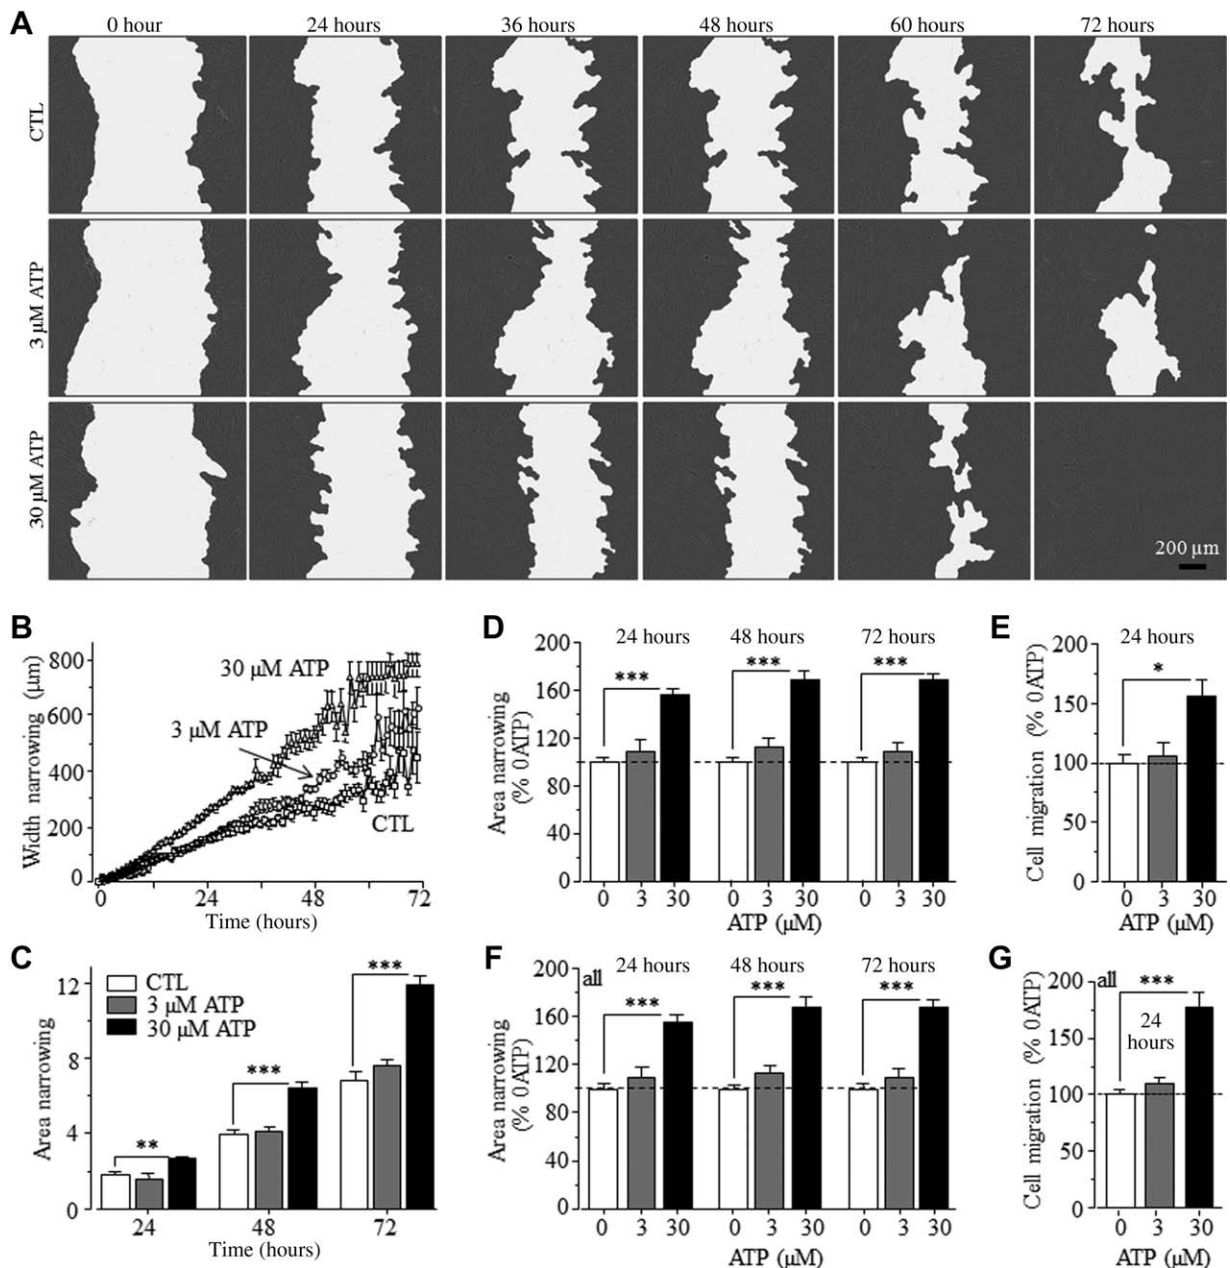 A
0 hour 24 hours 36 hours 48 hours 60 hours 72 hours
CTL
3 µM ATP
30 µM ATP
200 µm
B
Width narrowing (µm)
800
600
400
200
0
30 µM ATP
3 µM ATP
CTL
0 24 48 72
Time (hours)
C
Area narrowing
12
8
4
0
CTL
3 µM ATP
30 µM ATP
**
***
***
24 48 72
Time (hours)
D
Area narrowing
(% 0ATP)
200
160
120
80
40
0
24 hours 48 hours 72 hours
*** *** ***
0 3 30 0 3 30 0 3 30
ATP (µM)
E
Cell migration (% 0ATP)
200
150
100
50
0
24 hours
*
0 3 30
ATP (µM)
F
Area narrowing
(% 0ATP)
200
160
120
80
40
0
all
24 hours 48 hours 72 hours
*** *** ***
0 3 30 0 3 30 0 3 30
ATP (µM)
G
Cell migration (% 0ATP)
200
150
100
50
0
all
***
24
hours
0 3 30
ATP (µM)